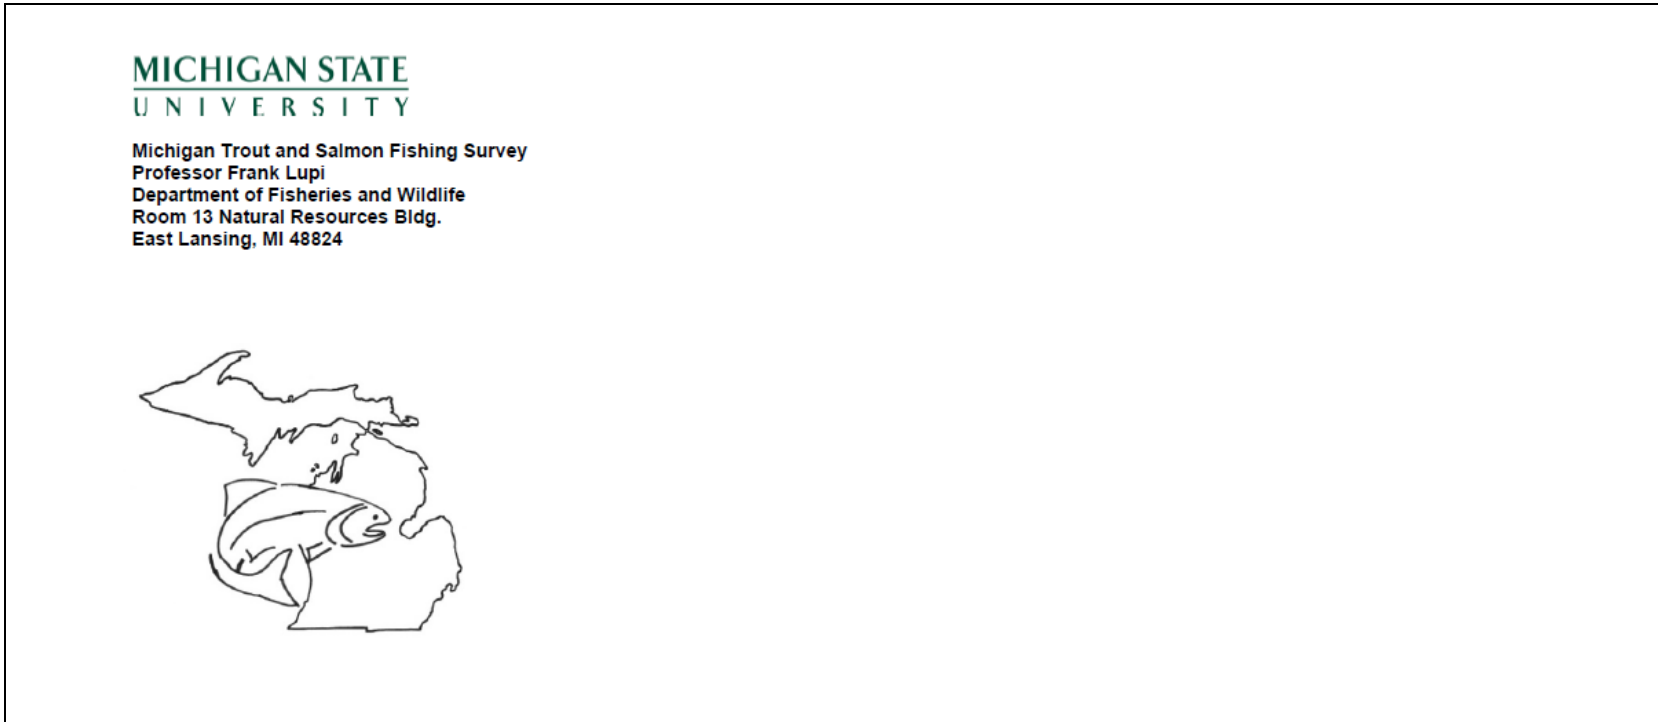 MICHIGAN STATE
UNIVERSITY
Michigan Trout and Salmon Fishing Survey
Professor Frank Lupi
Department of Fisheries and Wildlife
Room 13 Natural Resources Bldg.
East Lansing, MI 48824